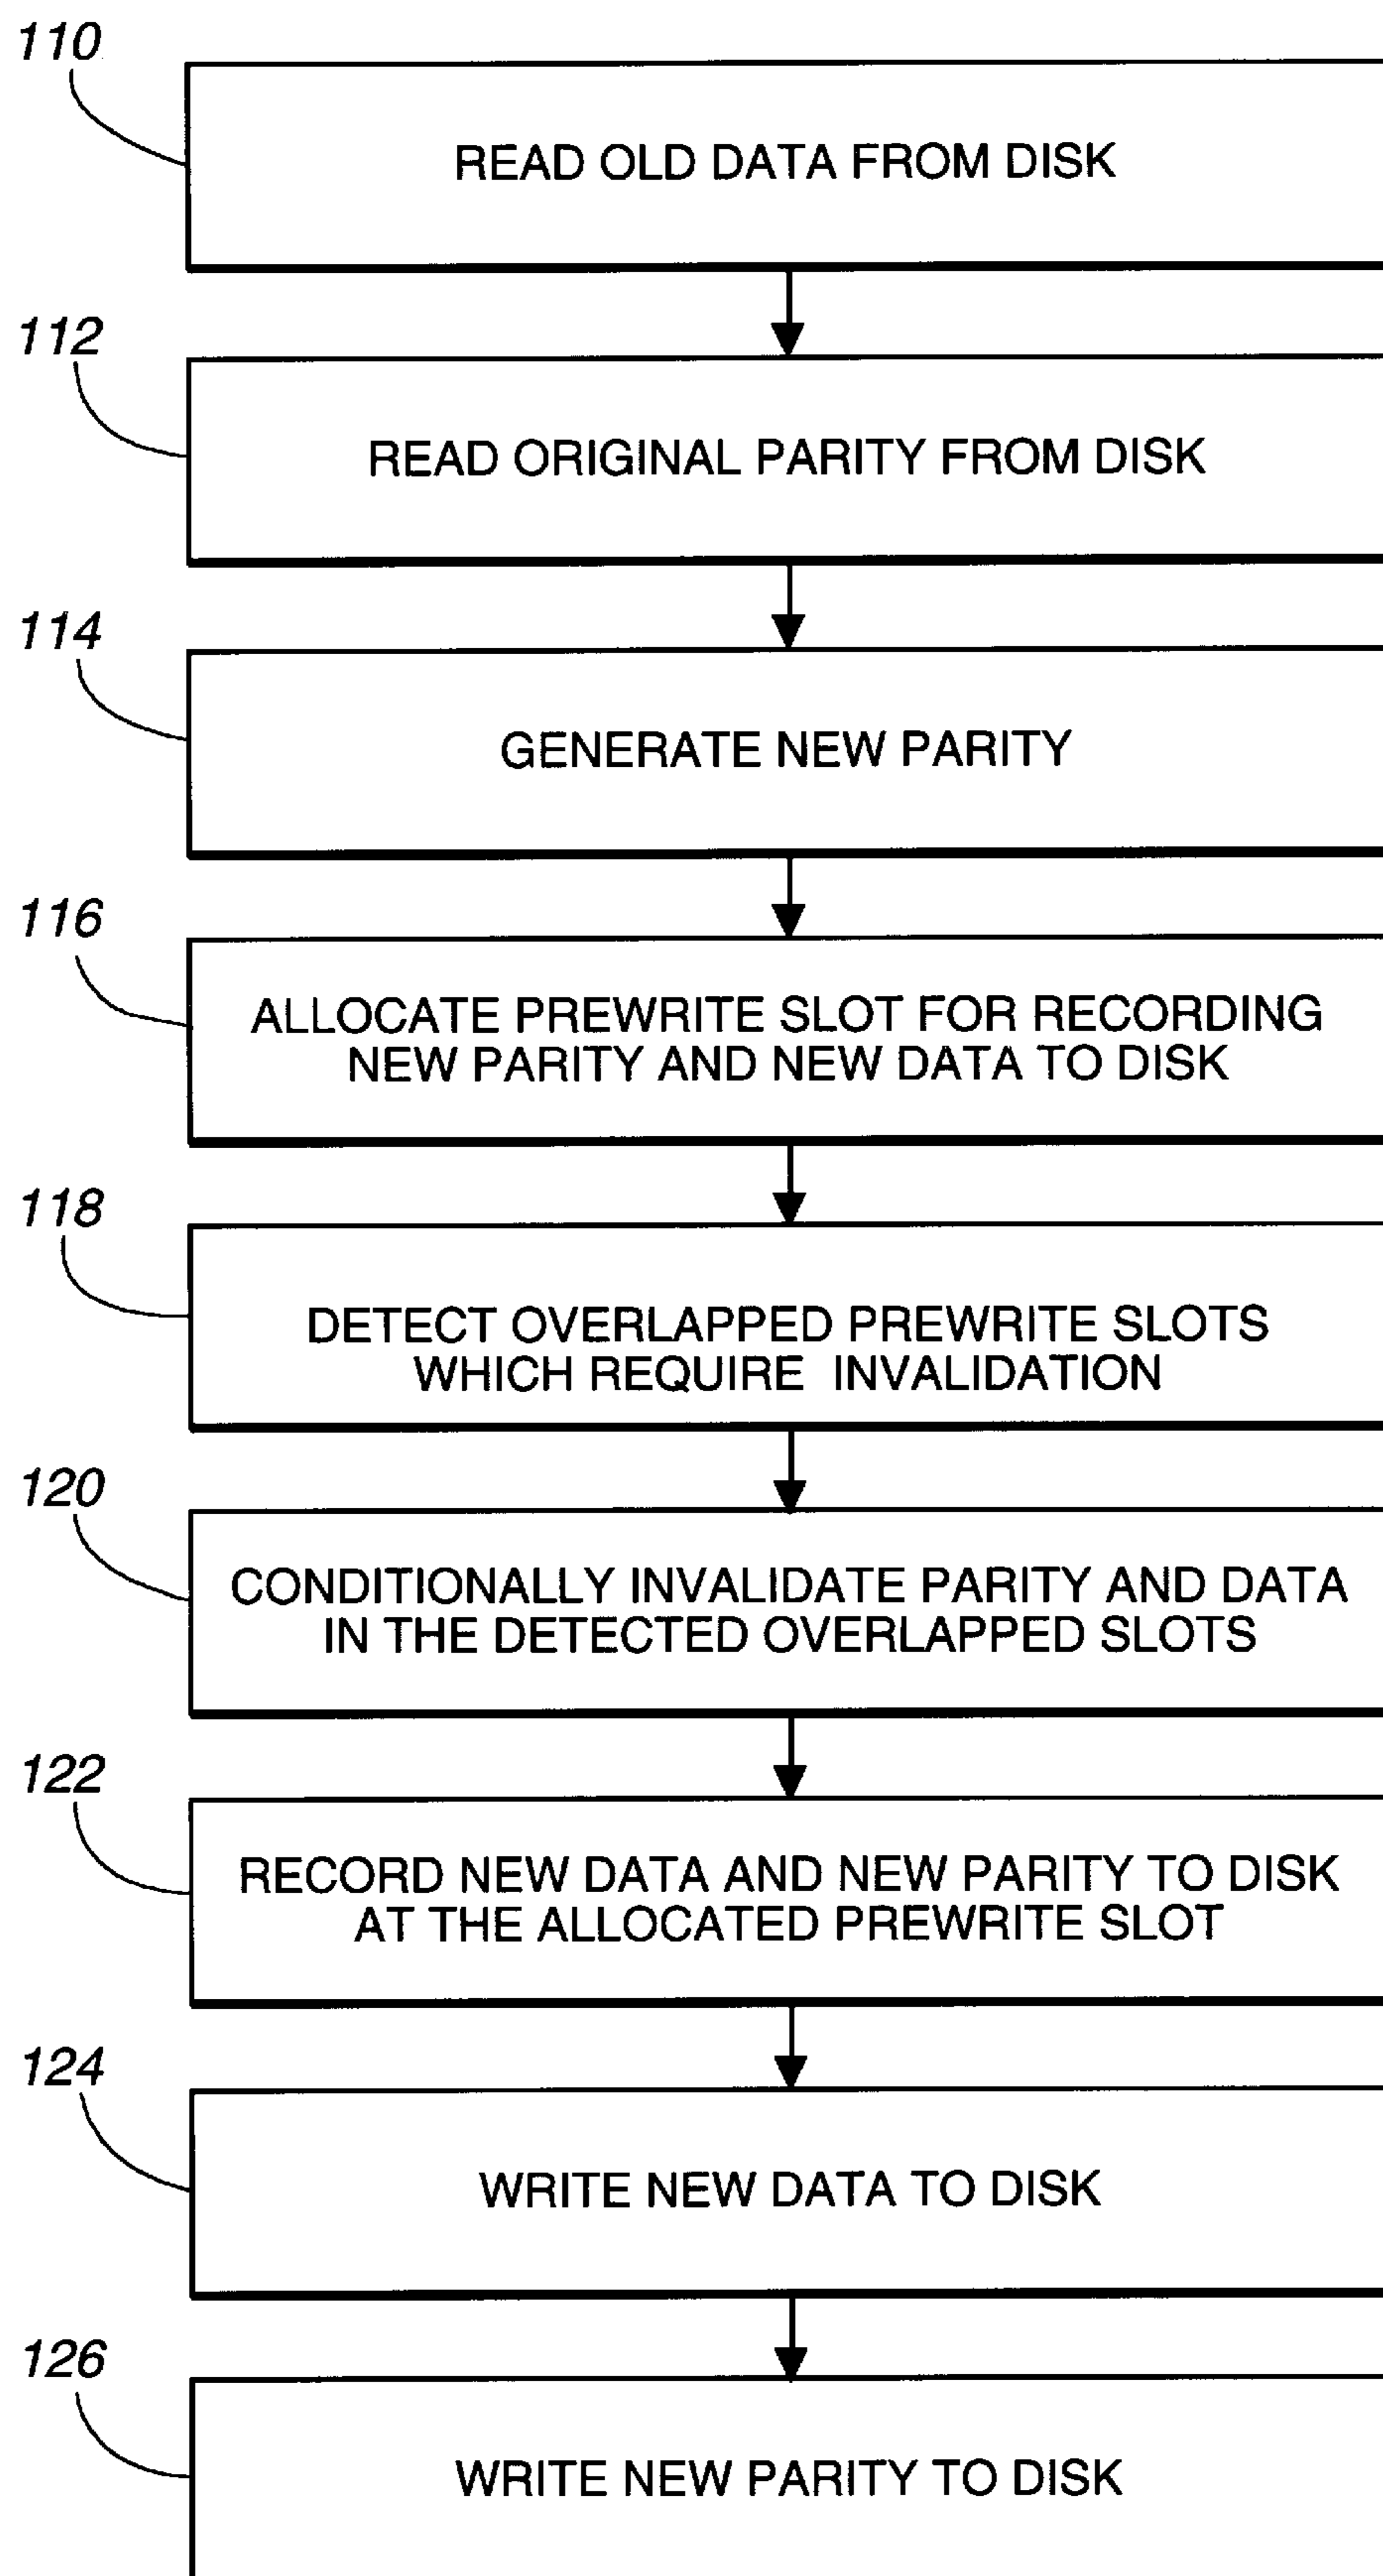 110
READ OLD DATA FROM DISK
112
READ ORIGINAL PARITY FROM DISK
114
GENERATE NEW PARITY
116
ALLOCATE PREWRITE SLOT FOR RECORDING
NEW PARITY AND NEW DATA TO DISK
118
DETECT OVERLAPPED PREWRITE SLOTS
WHICH REQUIRE INVALIDATION
120
CONDITIONALLY INVALIDATE PARITY AND DATA
IN THE DETECTED OVERLAPPED SLOTS
122
RECORD NEW DATA AND NEW PARITY TO DISK
AT THE ALLOCATED PREWRITE SLOT
124
WRITE NEW DATA TO DISK
126
WRITE NEW PARITY TO DISK